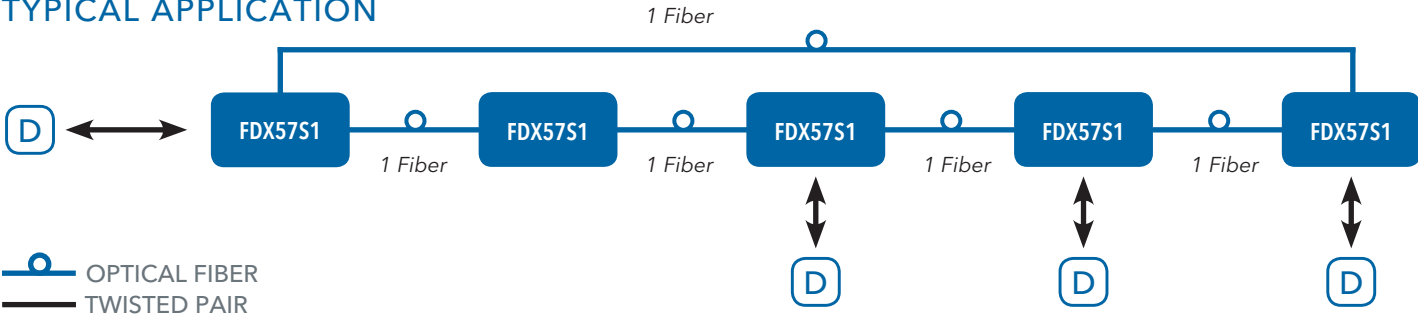 TYPICAL APPLICATION
1 Fiber
D
FDX57S1
FDX57S1
FDX57S1
FDX57S1
FDX57S1
1 Fiber
1 Fiber
1 Fiber
1 Fiber
D
D
D
OPTICAL FIBER
TWISTED PAIR